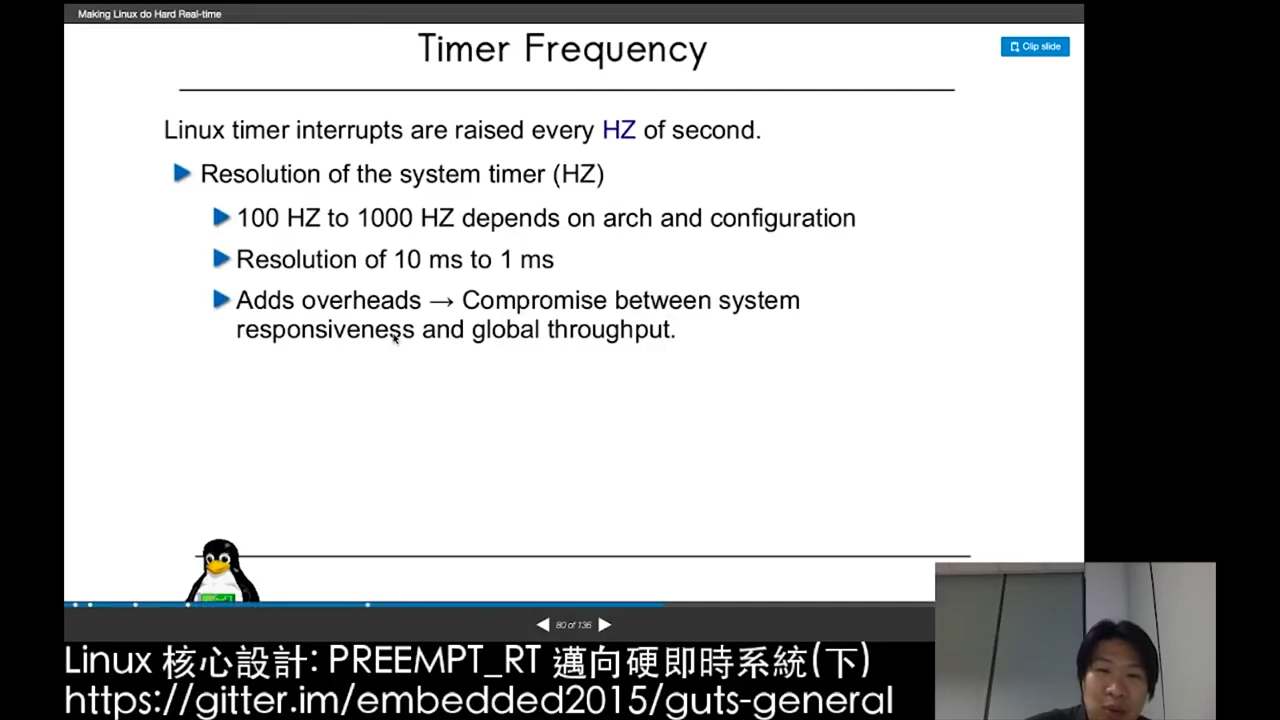 Making Linux do Hard Real-time
Timer Frequency
Clip slide
Linux timer interrupts are raised every HZ of second.
Resolution of the system timer (HZ)
100 HZ to 1000 HZ depends on arch and configuration
Resolution of 10 ms to 1 ms
Adds overheads → Compromise between system
responsiveness and global throughput.
80 of 136
Linux 核心設計: PREEMPT_RT 邁向硬即時系統(下)
https://gitter.im/embedded2015/guts-general